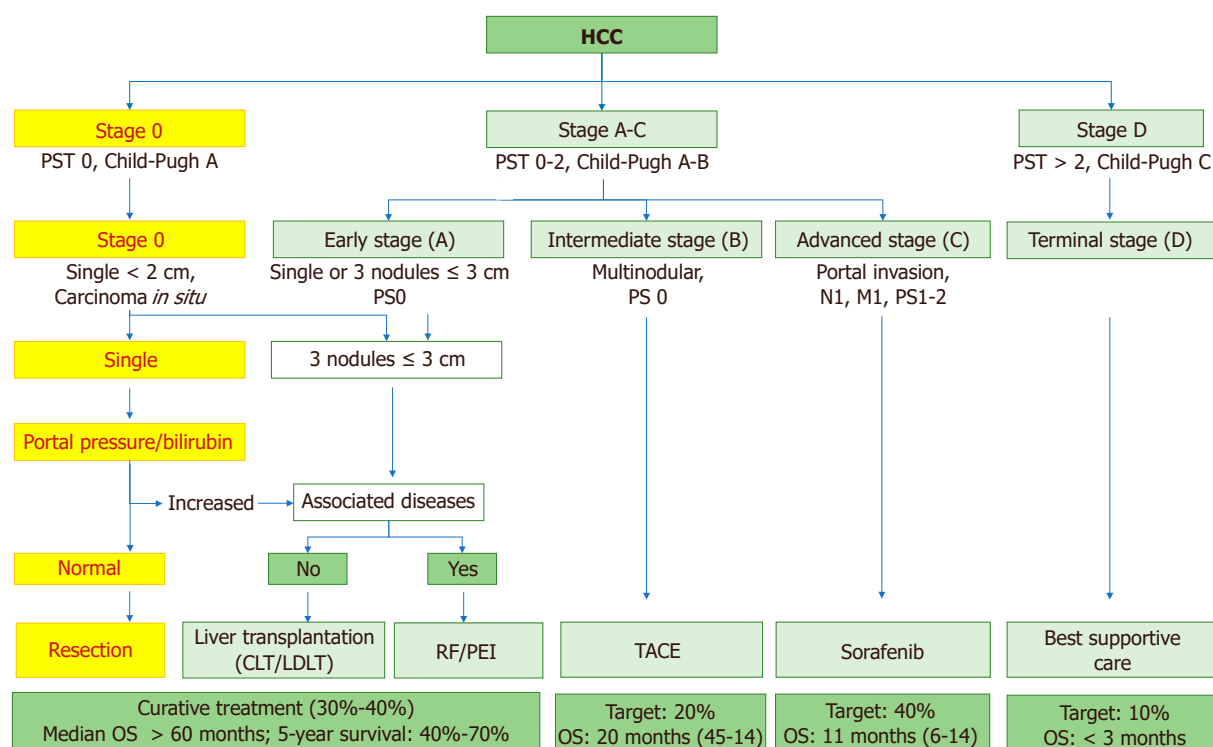 HCC
Stage 0
PST 0, Child-Pugh A
Stage A-C
PST 0-2, Child-Pugh A-B
Stage D
PST > 2, Child-Pugh C
Stage 0
Single < 2 cm,
Carcinoma in situ
Early stage (A)
Single or 3 nodules ≤ 3 cm
PS0
Intermediate stage (B)
Multinodular,
PS 0
Advanced stage (C)
Portal invasion,
N1, M1, PS1-2
Terminal stage (D)
Single
3 nodules ≤ 3 cm
Portal pressure/bilirubin
Increased
Associated diseases
Normal
No
Yes
Resection
Liver transplantation
(CLT/LDLT)
RF/PEI
TACE
Sorafenib
Best supportive
care
Curative treatment (30%-40%)
Median OS > 60 months; 5-year survival: 40%-70%
Target: 20%
OS: 20 months (45-14)
Target: 40%
OS: 11 months (6-14)
Target: 10%
OS: < 3 months